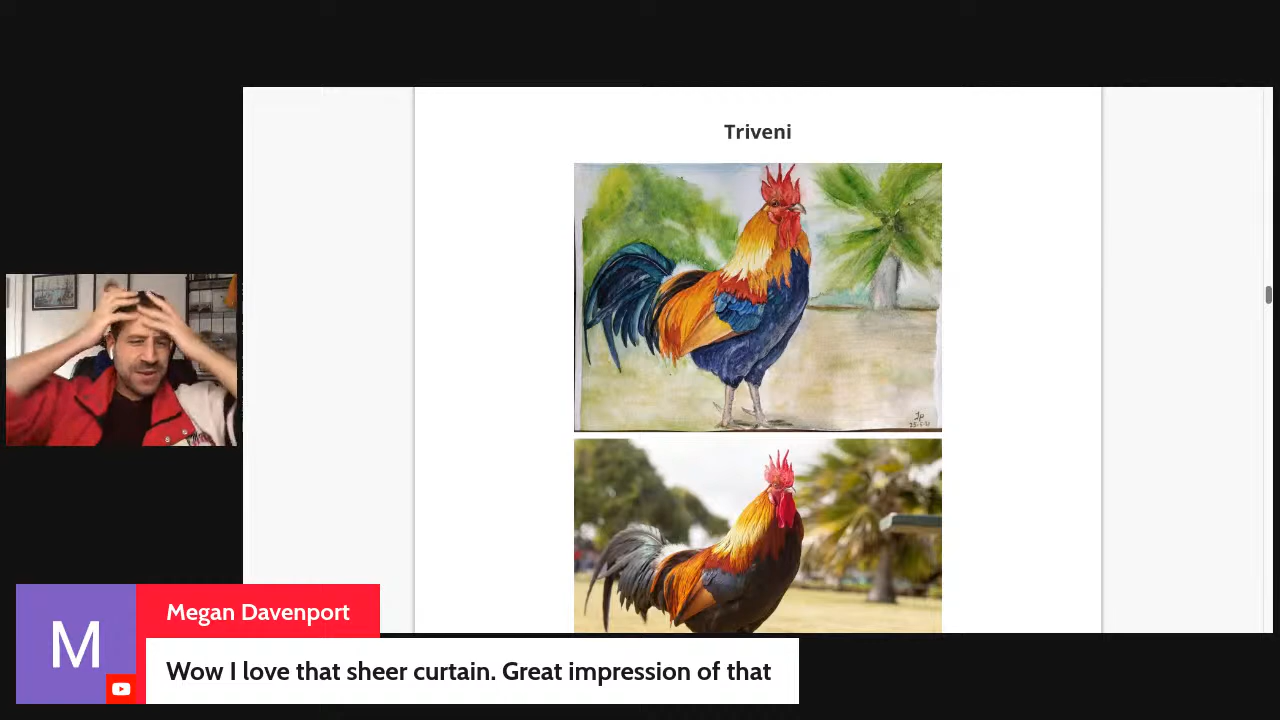 Triveni
M
Megan Davenport
Wow I love that sheer curtain. Great impression of that